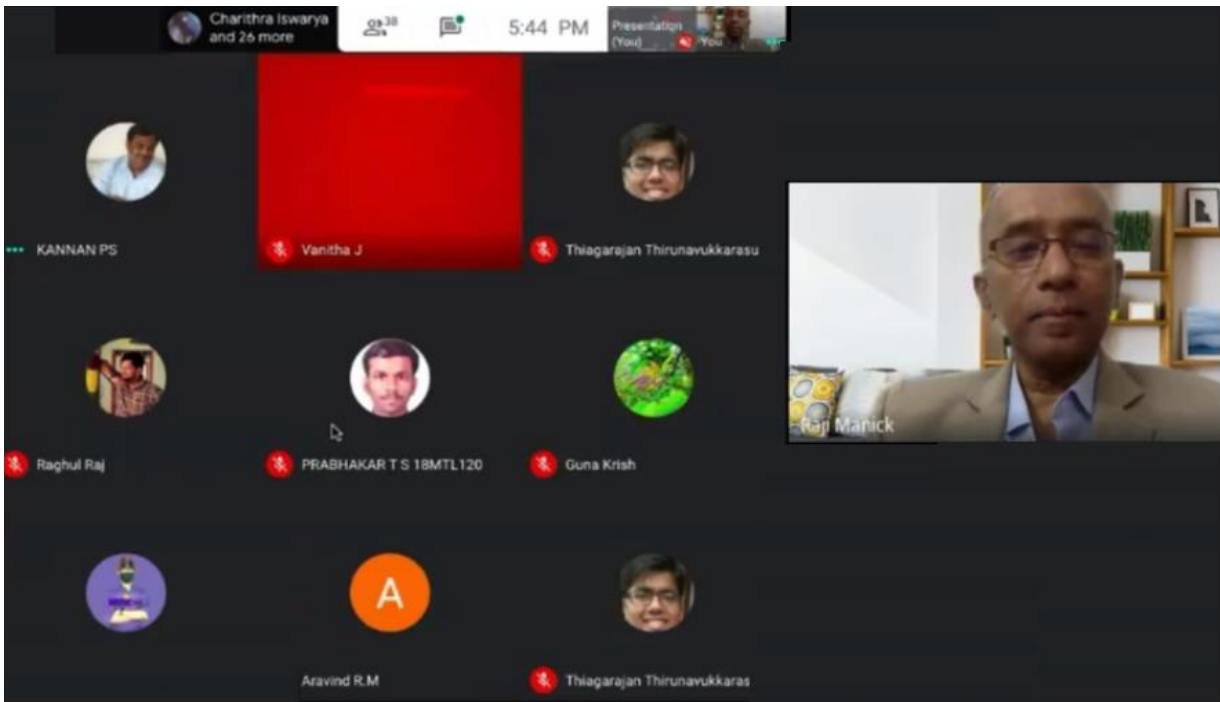 Charithra Iswarya
and 26 more
38
5:44 PM
Presentation
(You)
You
KANNAN PS
Vanitha J
Thiagarajan Thirunavukkarasu
Raghul Raj
PRABHAKAR T S 18MTL120
Guna Krish
A
Aravind R.M
Thiagarajan Thirunavukkaras
Manick